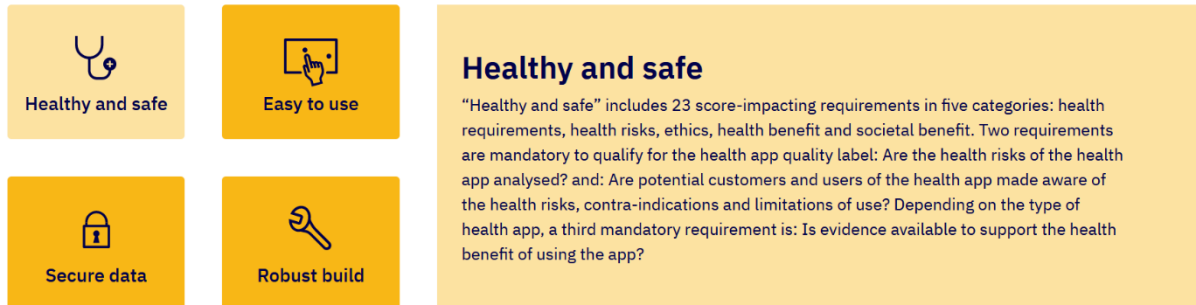 Healthy and safe
Easy to use
Secure data
Robust build
Healthy and safe
“Healthy and safe” includes 23 score-impacting requirements in five categories: health
requirements, health risks, ethics, health benefit and societal benefit. Two requirements
are mandatory to qualify for the health app quality label: Are the health risks of the health
app analysed? and: Are potential customers and users of the health app made aware of
the health risks, contra-indications and limitations of use? Depending on the type of
health app, a third mandatory requirement is: Is evidence available to support the health
benefit of using the app?